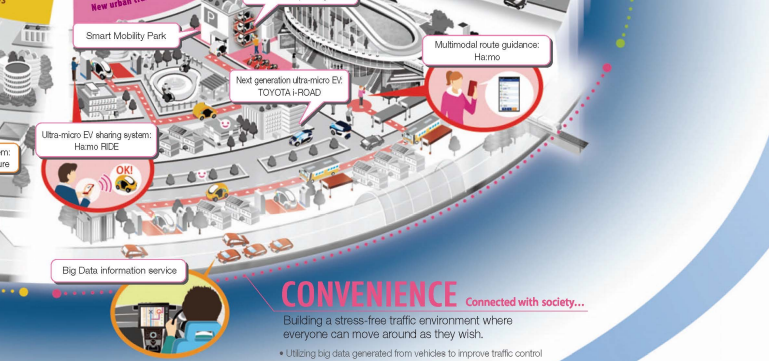 New urban
Smart Mobility Park
Multimodal route guidance:
Ha:mo
Next generation ultra-micro EV:
TOYOTA i-ROAD
P
Ultra-micro EV sharing system:
Ha:mo RIDE
OK!
Big Data information service
CONVENIENCE Connected with society...
Building a stress-free traffic environment where
everyone can move around as they wish.
• Utilizing big data generated from vehicles to improve traffic control